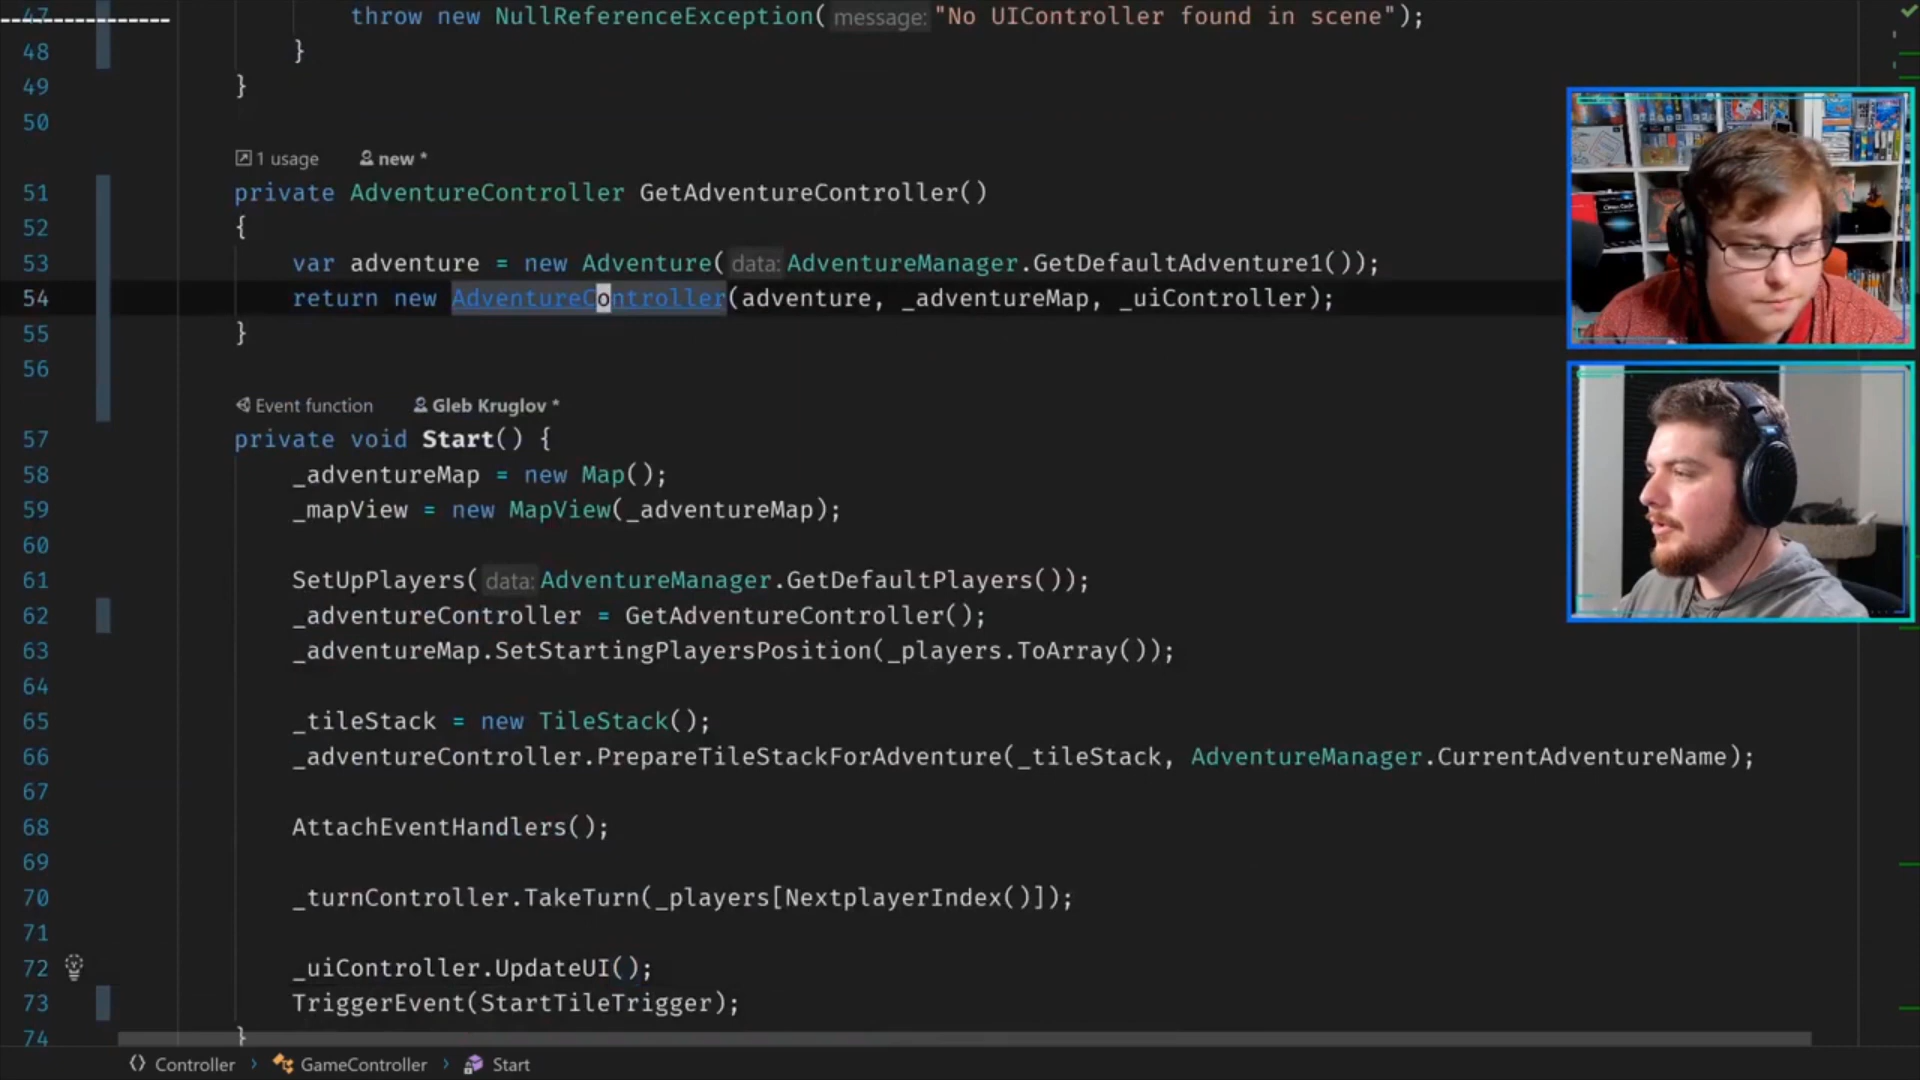 47 throw new NullReferenceException( message: "No UIController found in scene");
48 }
49 }
50
1 usage new *
51 private AdventureController GetAdventureController()
52 {
53 var adventure = new Adventure( data: AdventureManager.GetDefaultAdventure1());
54 return new AdventureController(adventure, _adventureMap, _uiController);
55 }
56
Event function Gleb Kruglov *
57 private void Start() {
58 _adventureMap = new Map();
59 _mapView = new MapView(_adventureMap);
60
61 SetUpPlayers( data: AdventureManager.GetDefaultPlayers());
62 _adventureController = GetAdventureController();
63 _adventureMap.SetStartingPlayersPosition(_players.ToArray());
64
65 _tileStack = new TileStack();
66 _adventureController.PrepareTileStackForAdventure(_tileStack, AdventureManager.CurrentAdventureName);
67
68 AttachEventHandlers();
69
70 _turnController.TakeTurn(_players[NextplayerIndex()]);
71
72 _uiController.UpdateUI();
73 TriggerEvent(StartTileTrigger);
74 }
Controller > GameController > Start